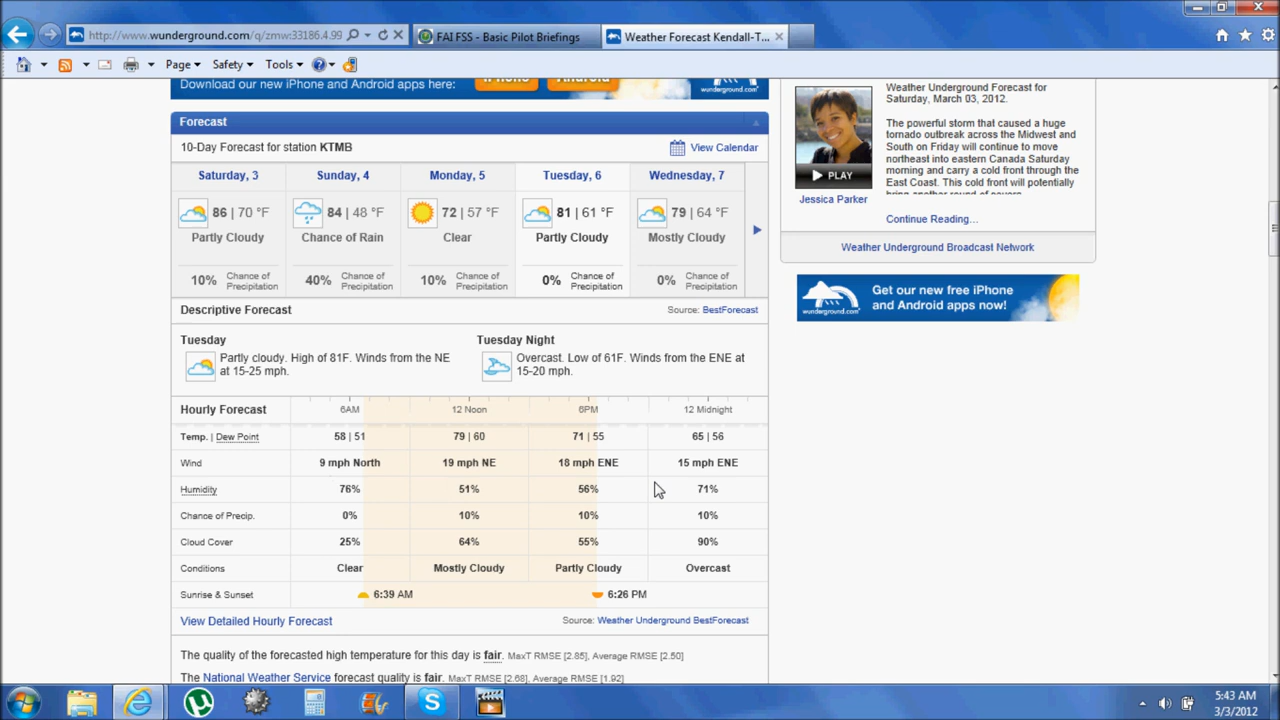 http://www.wunderground.com/q/zmw:33186.4.99
FAI FSS - Basic Pilot Briefings
Weather Forecast Kendall-T...
Page
Safety
Tools
Download our new iPhone and Android apps here:
iPhone
Android
wunderground.com
Forecast
10-Day Forecast for station KTMB
View Calendar
Saturday, 3
Sunday, 4
Monday, 5
Tuesday, 6
Wednesday, 7
86 | 70 °F
84 | 48 °F
72 | 57 °F
81 | 61 °F
79 | 64 °F
Partly Cloudy
Chance of Rain
Clear
Partly Cloudy
Mostly Cloudy
10% Chance of Precipitation
40% Chance of Precipitation
10% Chance of Precipitation
0% Chance of Precipitation
0% Chance of Precipitation
Descriptive Forecast
Source: BestForecast
Tuesday
Partly cloudy. High of 81F. Winds from the NE
at 15-25 mph.
Tuesday Night
Overcast. Low of 61F. Winds from the ENE at
15-20 mph.
Hourly Forecast 6AM 12 Noon 6PM 12 Midnight
Temp. | Dew Point 58 | 51 79 | 60 71 | 55 65 | 56
Wind 9 mph North 19 mph NE 18 mph ENE 15 mph ENE
Humidity 76% 51% 56% 71%
Chance of Precip. 0% 10% 10% 10%
Cloud Cover 25% 64% 55% 90%
Conditions Clear Mostly Cloudy Partly Cloudy Overcast
Sunrise & Sunset 6:39 AM 6:26 PM
View Detailed Hourly Forecast
Source: Weather Underground BestForecast
The quality of the forecasted high temperature for this day is fair. MaxT RMSE [2.85], Average RMSE [2.50]
The National Weather Service forecast quality is fair. MaxT RMSE [2.68], Average RMSE [1.92]
PLAY
Jessica Parker
Weather Underground Forecast for
Saturday, March 03, 2012.
The powerful storm that caused a huge
tornado outbreak across the Midwest and
South on Friday will continue to move
northeast into eastern Canada Saturday
morning and carry a cold front through the
East Coast. This cold front will potentially
bring another round of severe
Continue Reading...
Weather Underground Broadcast Network
Get our new free iPhone
and Android apps now!
wunderground.com
5:43 AM
3/3/2012